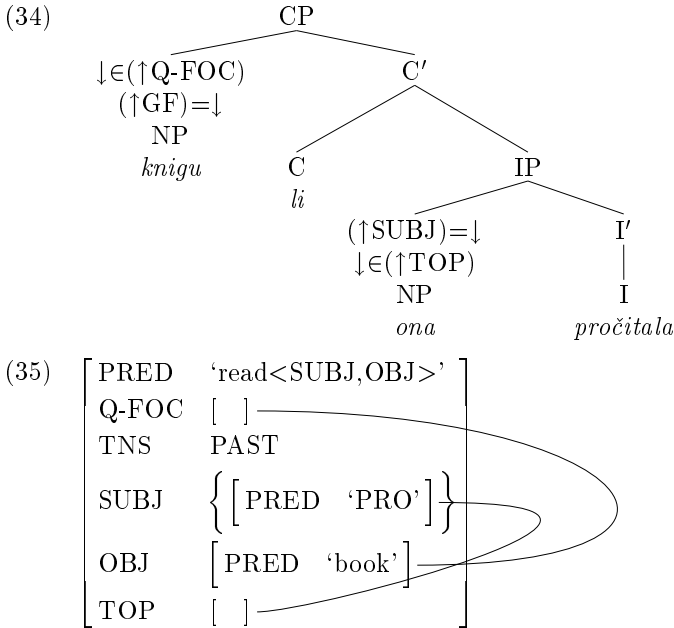 (34) CP
↓∈(↑Q-FOC) C′
(↑GF)=↓
NP C IP
knigu li
(↑SUBJ)=↓ I′
↓∈(↑TOP)
NP I
ona pročitala
(35) [ PRED ‘read<SUBJ,OBJ>’ ]
Q-FOC [ ]
TNS PAST
SUBJ { [ PRED ‘PRO’ ] }
OBJ [ PRED ‘book’ ]
TOP [ ]